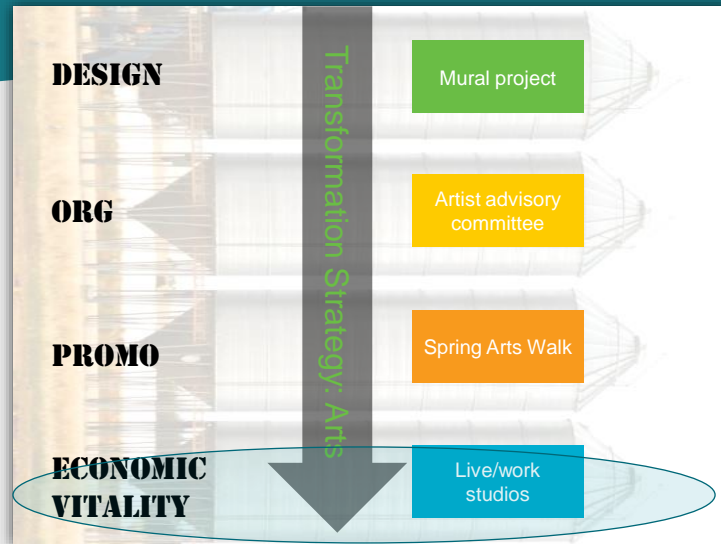 DESIGN
Mural project
ORG
Artist advisory
committee
PROMO
Spring Arts Walk
ECONOMIC
VITALITY
Live/work
studios
Transformation Strategy: Arts